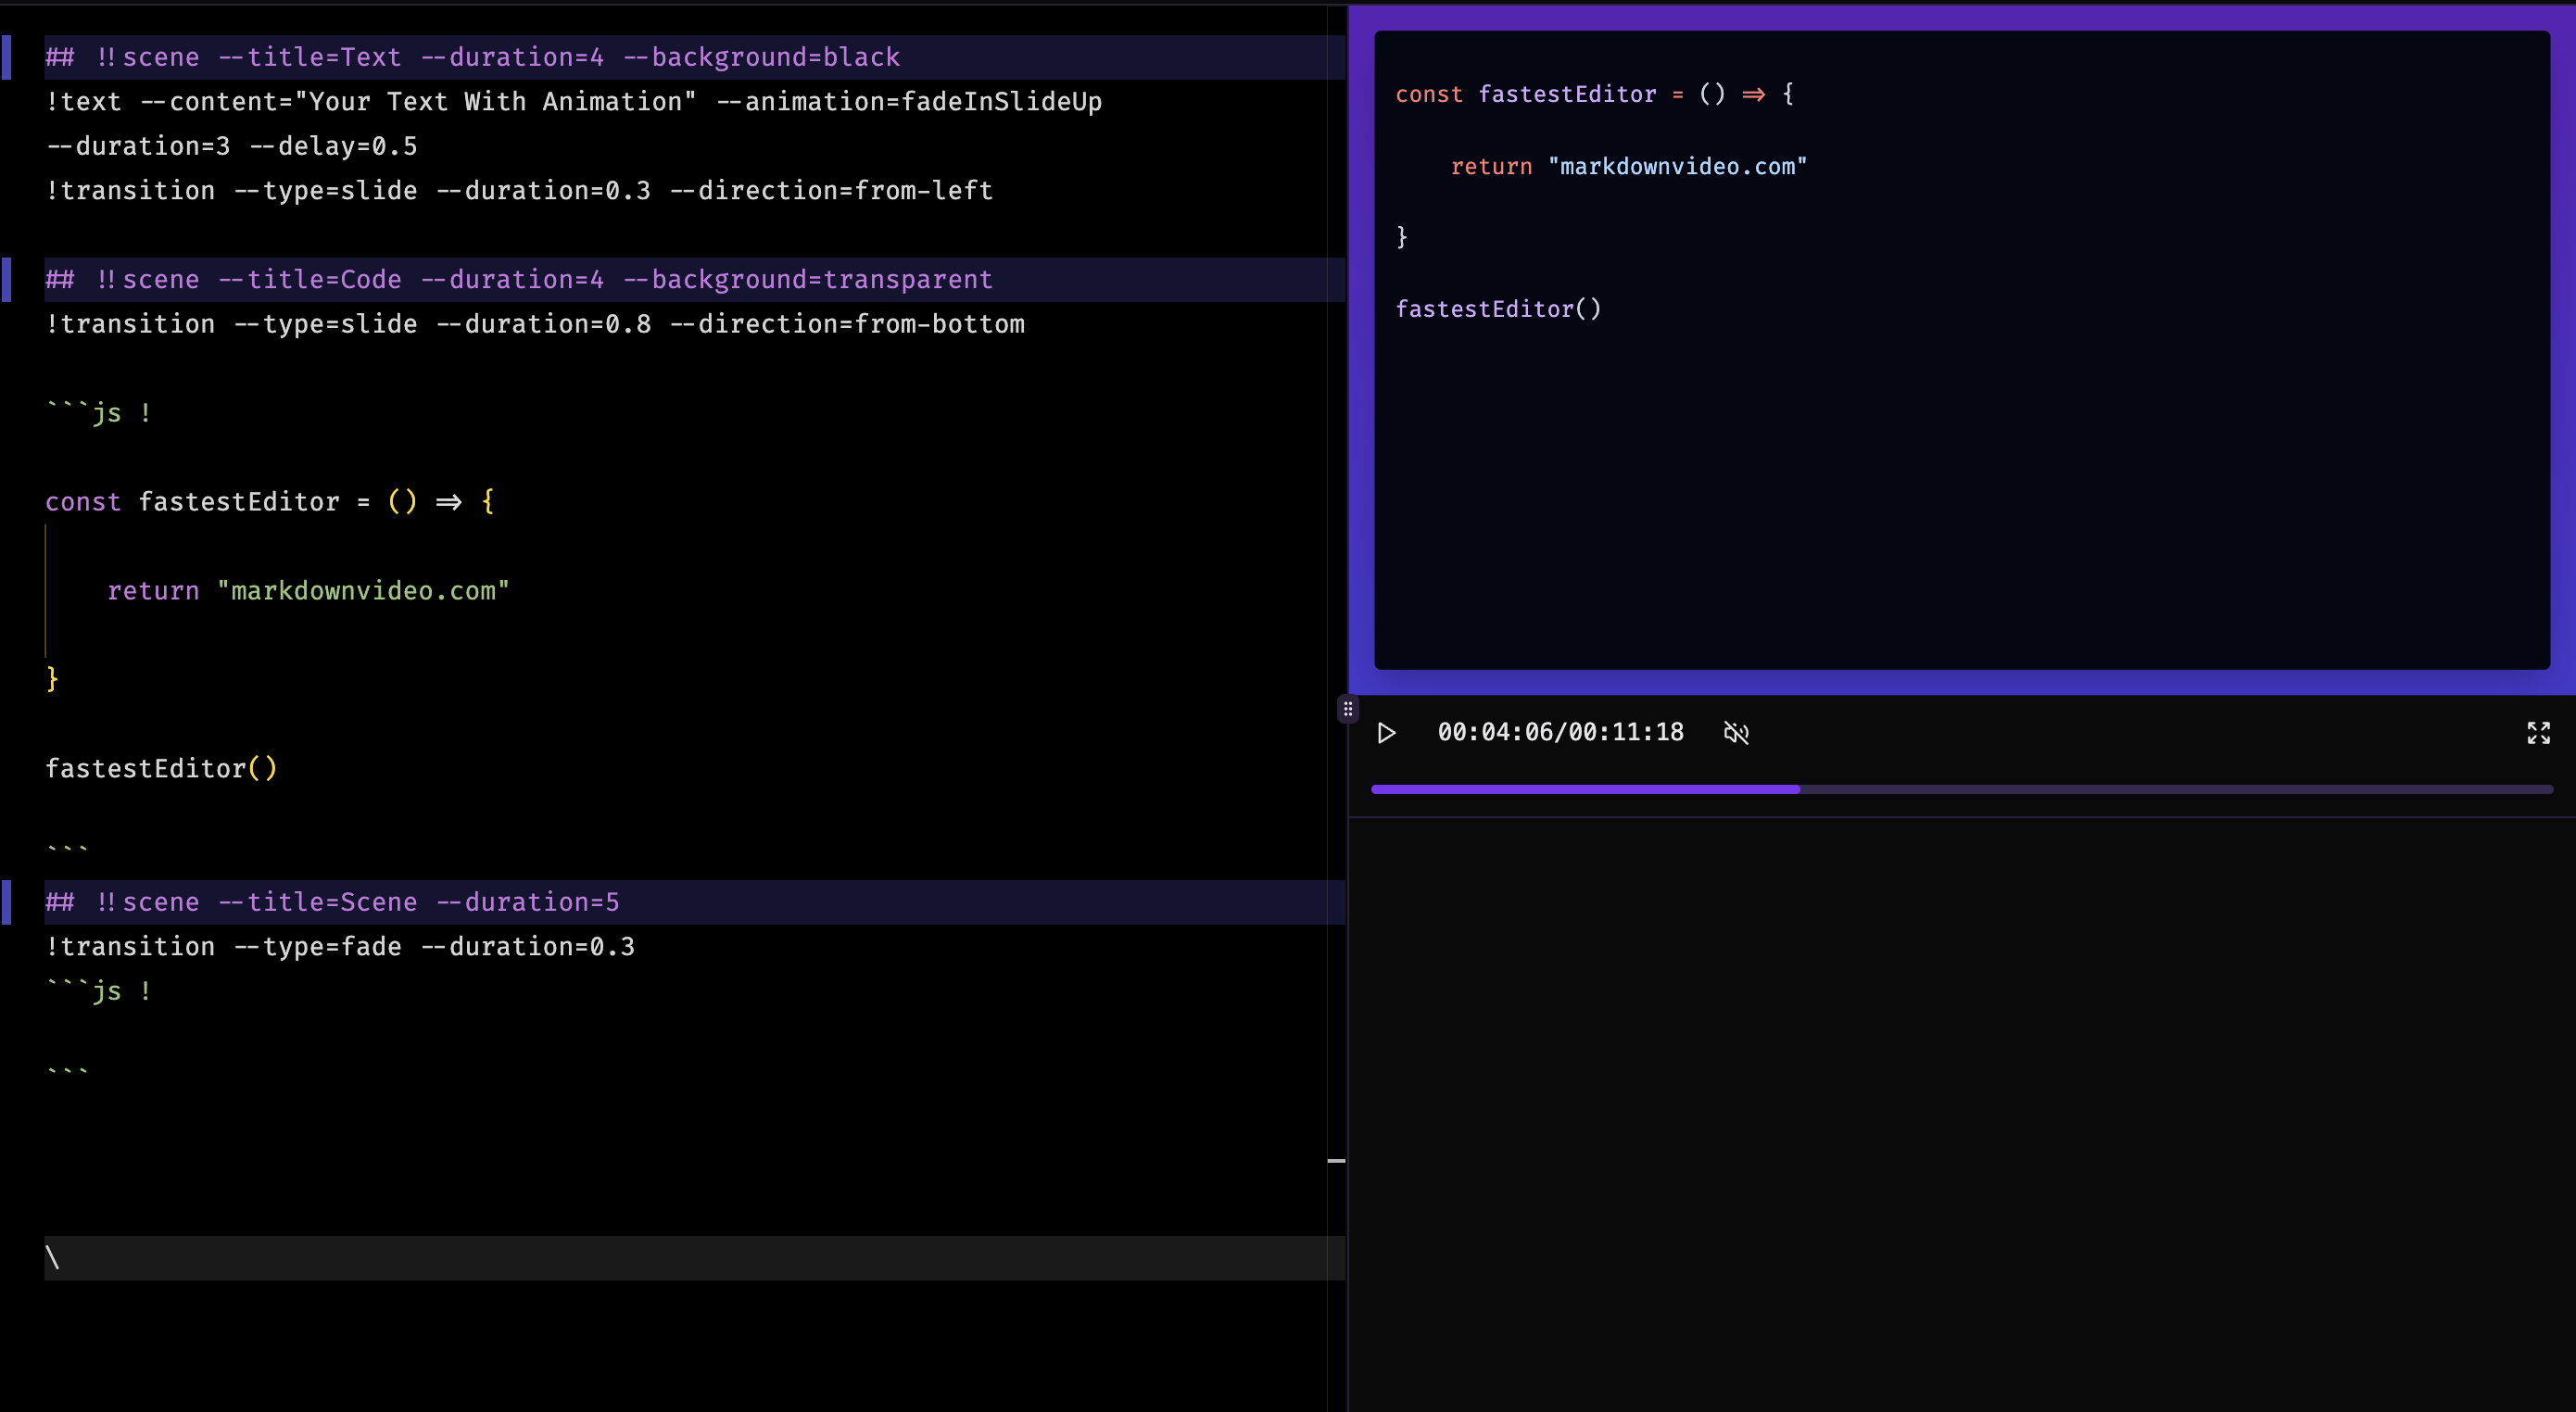 ## !!scene --title=Text --duration=4 --background=black
!text --content="Your Text With Animation" --animation=fadeInSlideUp
--duration=3 --delay=0.5
!transition --type=slide --duration=0.3 --direction=from-left
## !!scene --title=Code --duration=4 --background=transparent
!transition --type=slide --duration=0.8 --direction=from-bottom
```js !
const fastestEditor = () => {
    return "markdownvideo.com"
}
fastestEditor()
```
## !!scene --title=Scene --duration=5
!transition --type=fade --duration=0.3
```js !
```
\
const fastestEditor = () => {
    return "markdownvideo.com"
}
fastestEditor()
00:04:06/00:11:18